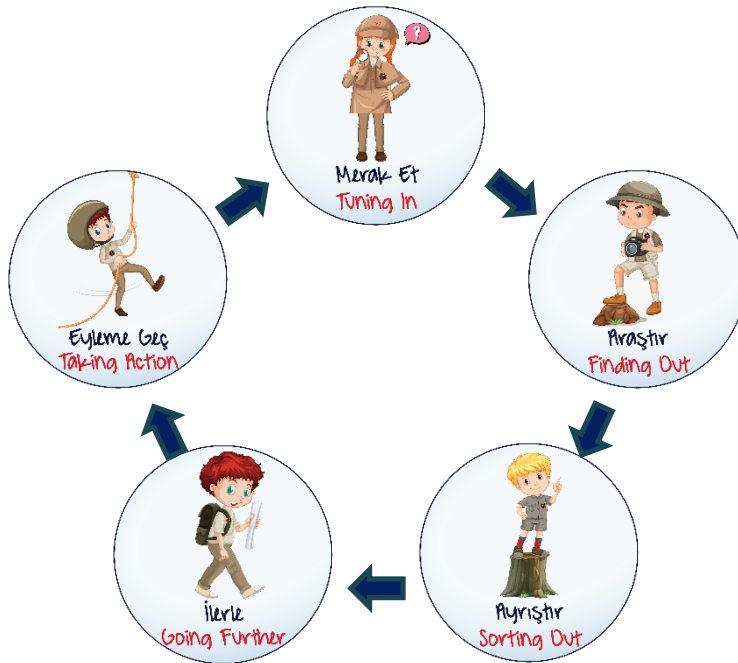 ?
Merak Et
Tuning In
Araştır
Finding Out
Ayrıştır
Sorting Out
İlerle
Going Further
Eyleme Geç
Taking Action